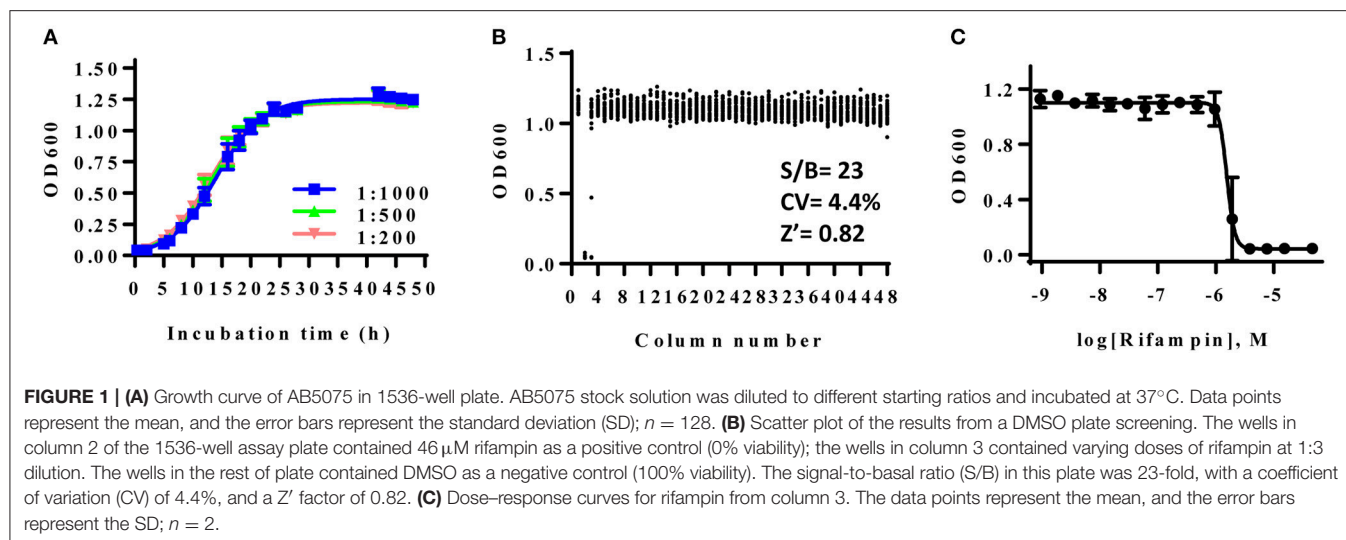 A
OD600
1.50
1.25
1.00
0.75
0.50
0.25
0.00
1:1000
1:500
1:200
0 5 10 15 20 25 30 35 40 45 50
Incubation time (h)
B
OD600
1.5
1.0
0.5
0.0
S/B= 23
CV= 4.4%
Z’= 0.82
0 4 8 12 16 20 24 28 32 36 40 44 48
Column number
C
OD600
1.2
0.8
0.4
0.0
-9 -8 -7 -6 -5
log[Rifampin], M
FIGURE 1 | (A) Growth curve of AB5075 in 1536-well plate. AB5075 stock solution was diluted to different starting ratios and incubated at 37°C. Data points
represent the mean, and the error bars represent the standard deviation (SD); n = 128. (B) Scatter plot of the results from a DMSO plate screening. The wells in
column 2 of the 1536-well assay plate contained 46 μM rifampin as a positive control (0% viability); the wells in column 3 contained varying doses of rifampin at 1:3
dilution. The wells in the rest of plate contained DMSO as a negative control (100% viability). The signal-to-basal ratio (S/B) in this plate was 23-fold, with a coefficient
of variation (CV) of 4.4%, and a Z′ factor of 0.82. (C) Dose–response curves for rifampin from column 3. The data points represent the mean, and the error bars
represent the SD; n = 2.